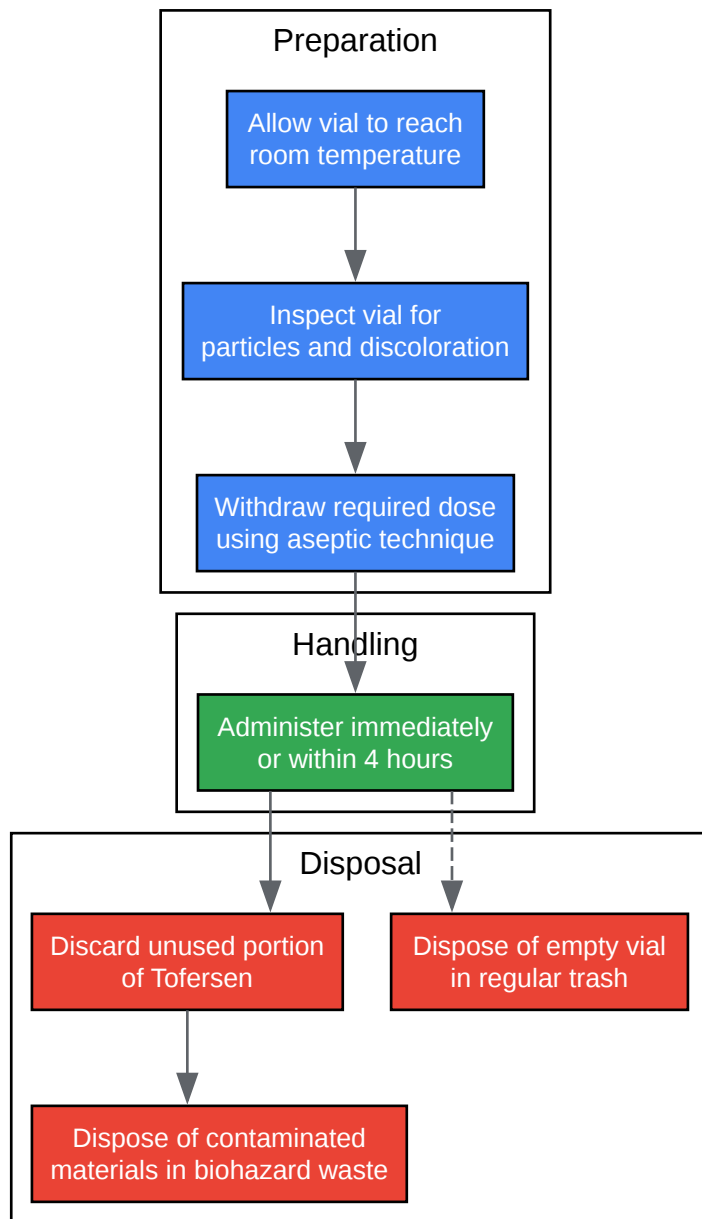 Preparation
Allow vial to reach
room temperature
Inspect vial for
particles and discoloration
Withdraw required dose
using aseptic technique
Handling
Administer immediately
or within 4 hours
Disposal
Discard unused portion
of Tofersen
Dispose of empty vial
in regular trash
Dispose of contaminated
materials in biohazard waste